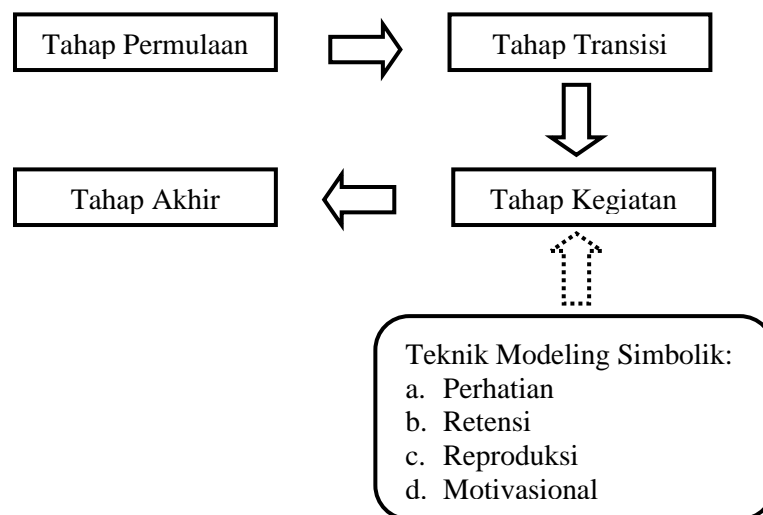 Tahap Permulaan
Tahap Transisi
Tahap Akhir
Tahap Kegiatan
Teknik Modeling Simbolik:
a. Perhatian
b. Retensi
c. Reproduksi
d. Motivasional